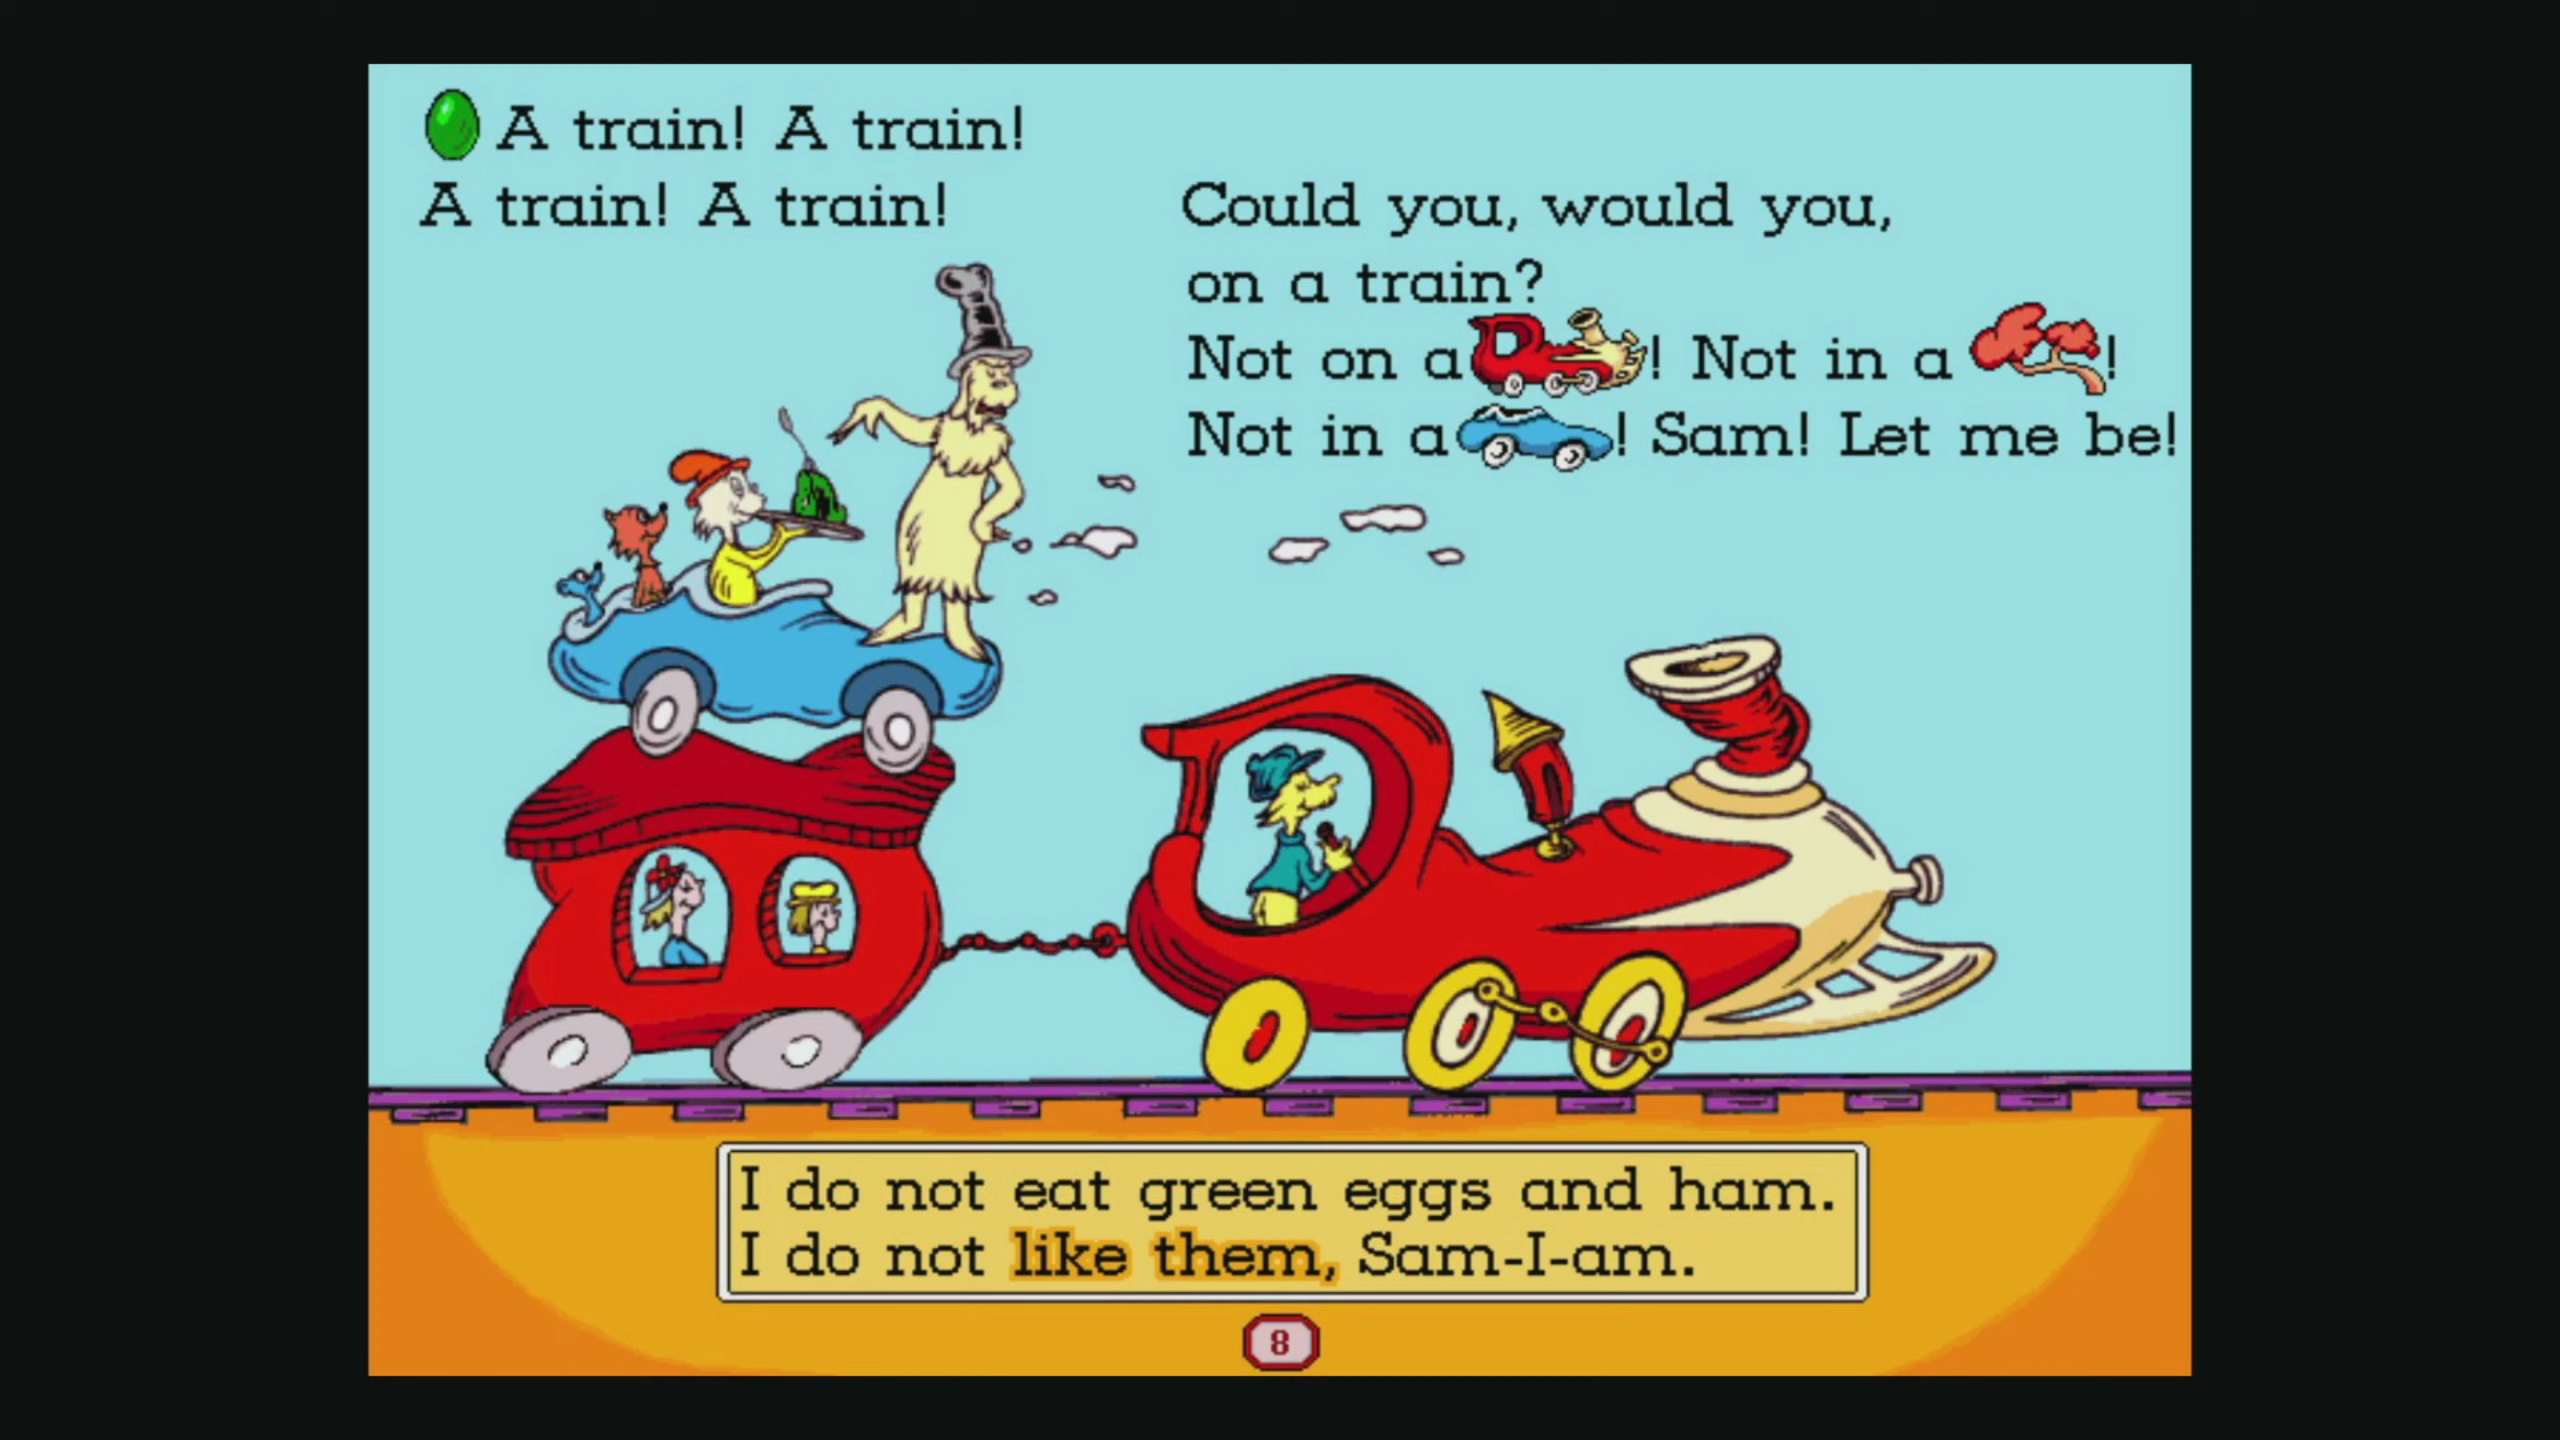 A train! A train!
A train! A train!
Could you, would you,
on a train?
Not on a ! Not in a !
Not in a ! Sam! Let me be!
I do not eat green eggs and ham.
I do not like them, Sam-I-am.
8